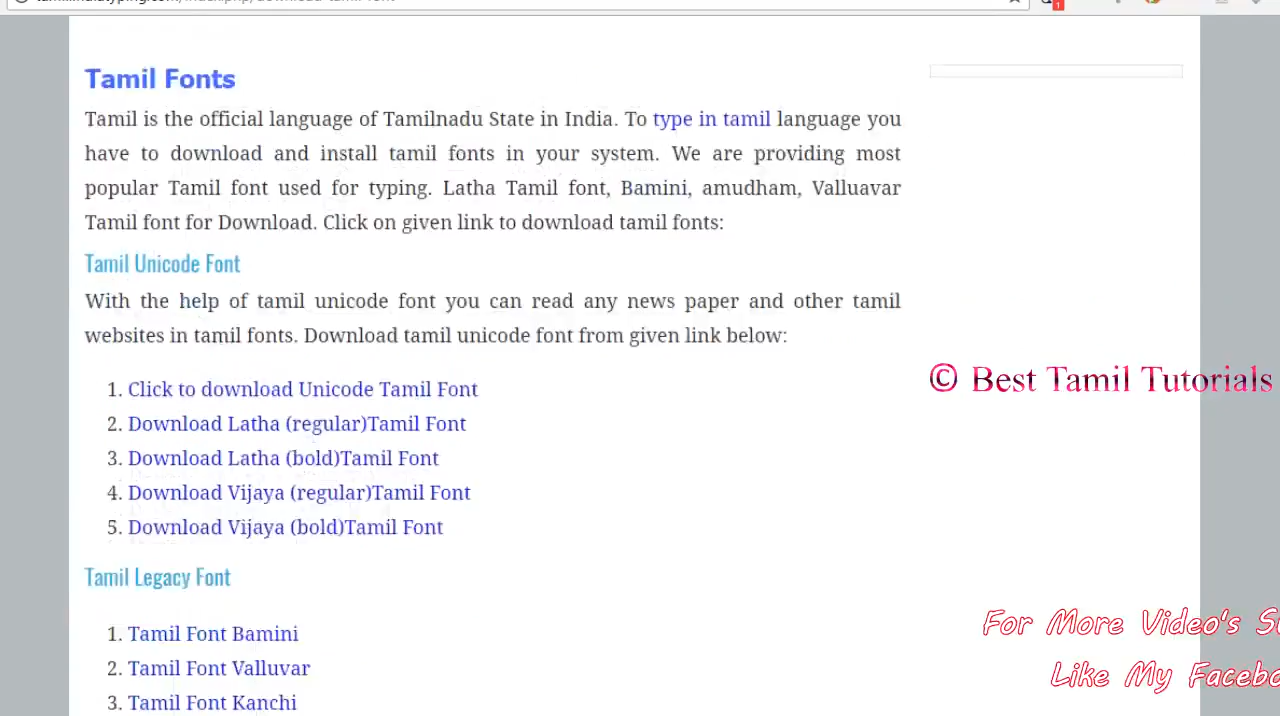 Tamil Fonts
Tamil is the official language of Tamilnadu State in India. To type in tamil language you
have to download and install tamil fonts in your system. We are providing most
popular Tamil font used for typing. Latha Tamil font, Bamini, amudham, Valluavar
Tamil font for Download. Click on given link to download tamil fonts:
Tamil Unicode Font
With the help of tamil unicode font you can read any news paper and other tamil
websites in tamil fonts. Download tamil unicode font from given link below:
1. Click to download Unicode Tamil Font
2. Download Latha (regular)Tamil Font
3. Download Latha (bold)Tamil Font
4. Download Vijaya (regular)Tamil Font
5. Download Vijaya (bold)Tamil Font
Tamil Legacy Font
1. Tamil Font Bamini
2. Tamil Font Valluvar
3. Tamil Font Kanchi
© Best Tamil Tutorials
For More Video's
Like My
1